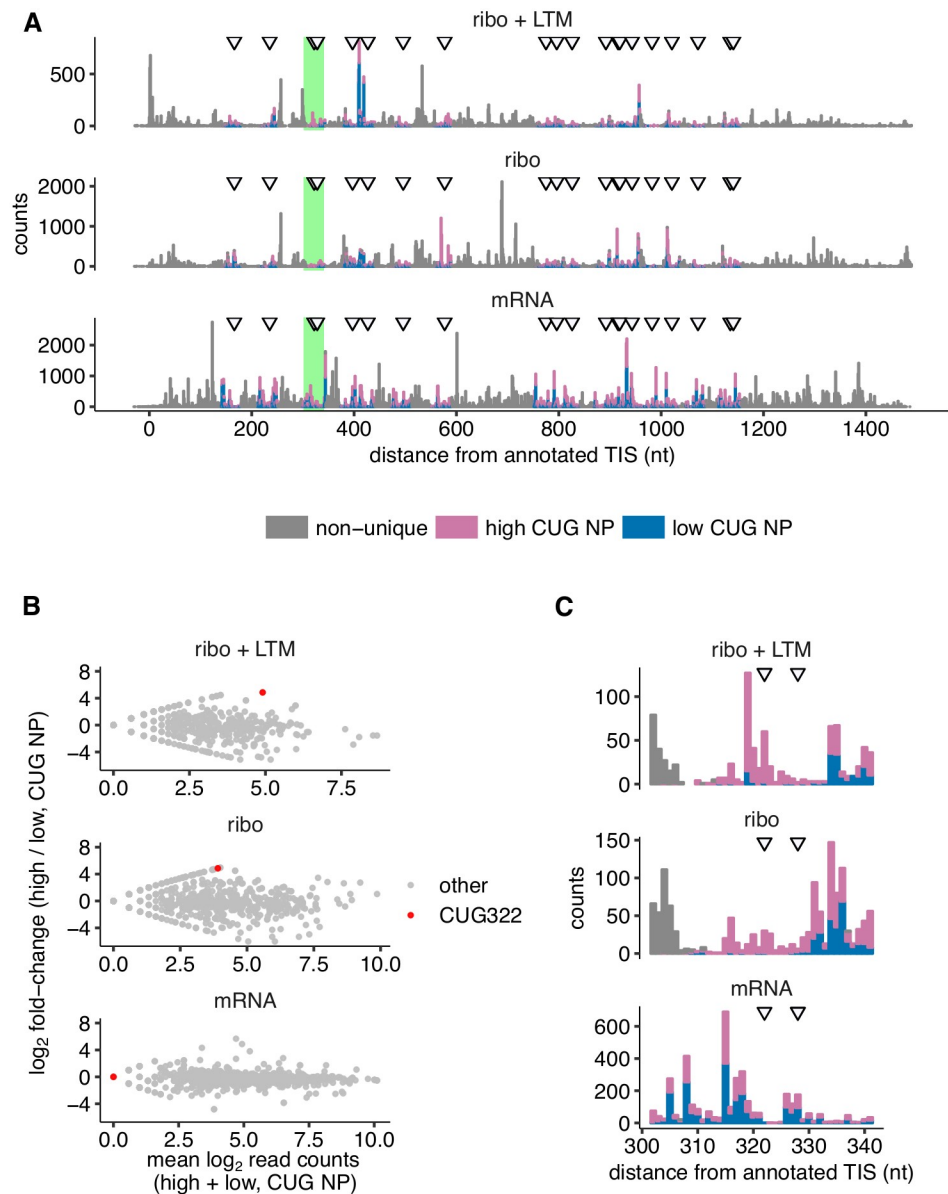 A
ribo + LTM
500
0
ribo
2000
1000
0
mRNA
2000
1000
0
counts
0 200 400 600 800 1000 1200 1400
distance from annotated TIS (nt)
non−unique high CUG NP low CUG NP
B
ribo + LTM
8
4
0
−4
0.0 2.5 5.0 7.5
ribo
8
4
0
−4
0.0 2.5 5.0 7.5 10.0
other
CUG322
mRNA
8
4
0
−4
0.0 2.5 5.0 7.5 10.0
log2 fold−change (high / low, CUG NP)
mean log2 read counts
(high + low, CUG NP)
C
ribo + LTM
100
50
0
ribo
150
100
50
0
counts
mRNA
600
400
200
0
300 310 320 330 340
distance from annotated TIS (nt)